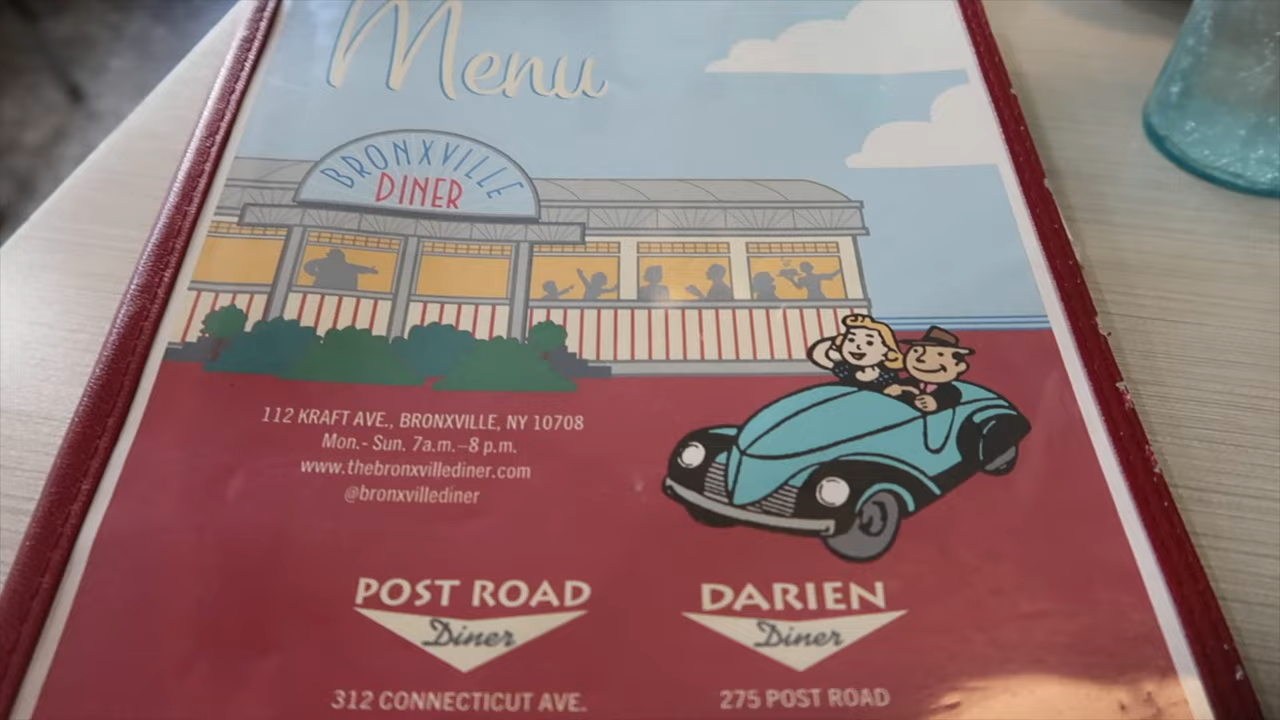 Menu
BRONXVILLE
DINER
112 KRAFT AVE., BRONXVILLE, NY 10708
Mon.- Sun. 7a.m.–8 p.m.
www.thebronxvillediner.com
@bronxvillediner
POST ROAD
Diner
312 CONNECTICUT AVE.
DARIEN
Diner
275 POST ROAD